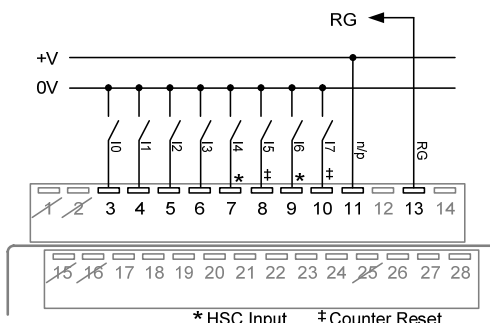 RG
+V
0V
I0 I1 I2 I3 I4 I5 I6 I7 n/p RG
* ‡ * ‡
1 2 3 4 5 6 7 8 9 10 11 12 13 14
15 16 17 18 19 20 21 22 23 24 25 26 27 28
* HSC Input ‡ Counter Reset